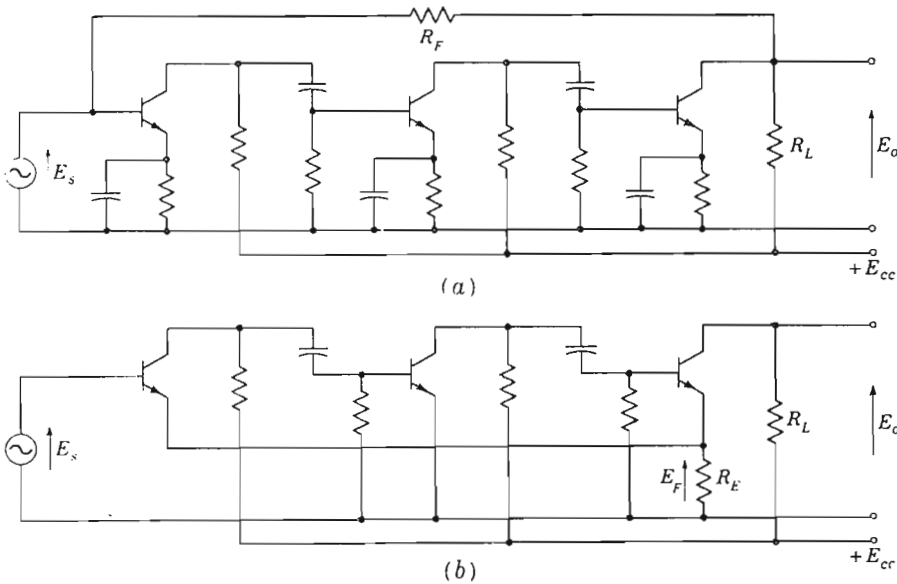 R_F
E_s
R_L
E_o
+ E_cc
(a)
E_s
E_F
R_E
R_L
E_o
+ E_cc
(b)